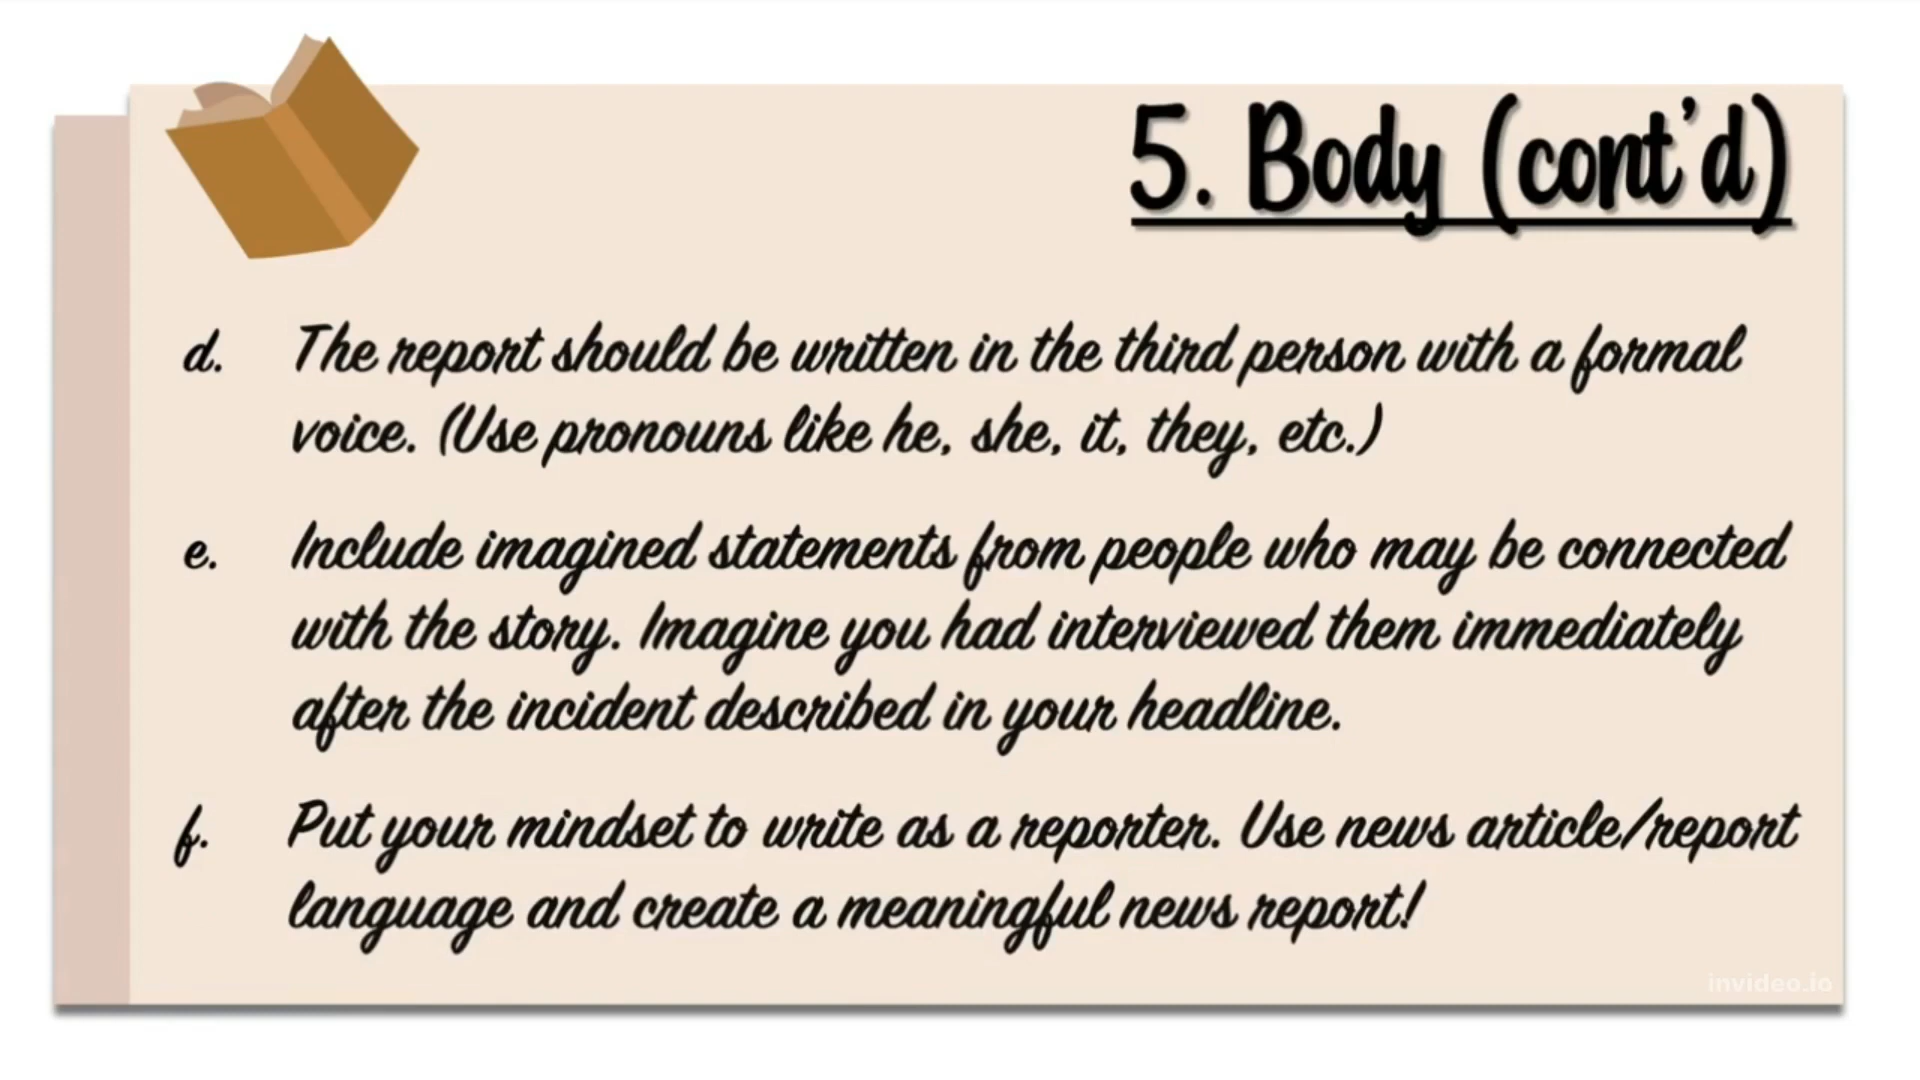 5. Body (cont'd)
d. The report should be written in the third person with a formal
voice. (Use pronouns like he, she, it, they, etc.)
e. Include imagined statements from people who may be connected
with the story. Imagine you had interviewed them immediately
after the incident described in your headline.
f. Put your mindset to write as a reporter. Use news article/report
language and create a meaningful news report!
invideo.io